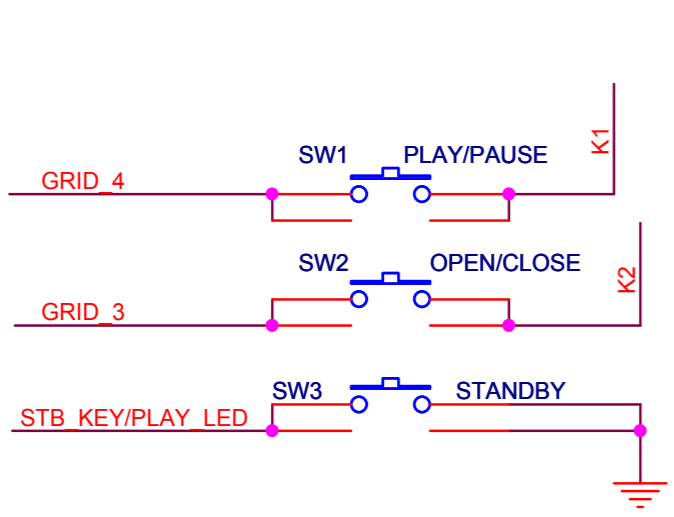 SW1 PLAY/PAUSE
K1
GRID_4
SW2 OPEN/CLOSE
K2
GRID_3
SW3 STANDBY
STB_KEY/PLAY_LED